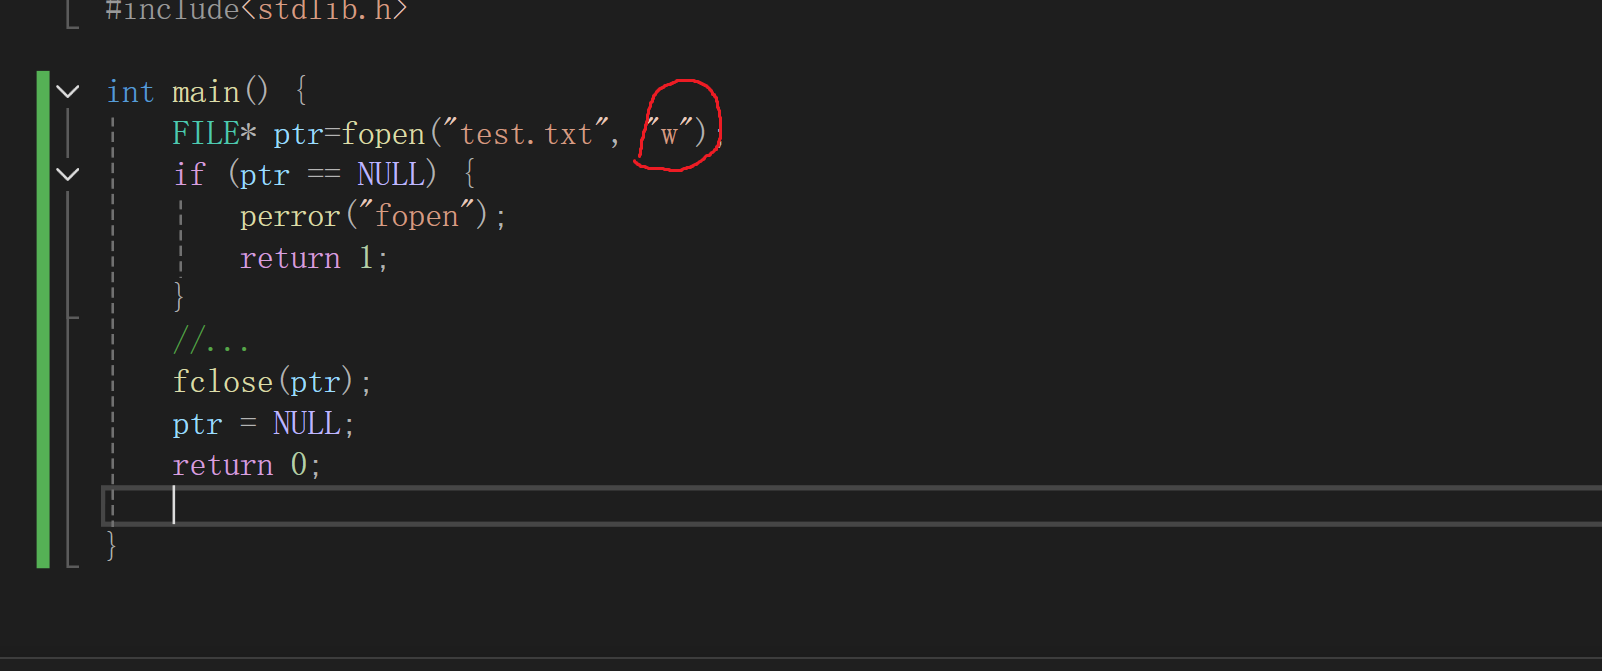 #include<stdlib.h>
int main() {
FILE* ptr=fopen("test.txt", "w");
if (ptr == NULL) {
perror("fopen");
return 1;
}
//...
fclose(ptr);
ptr = NULL;
return 0;
}